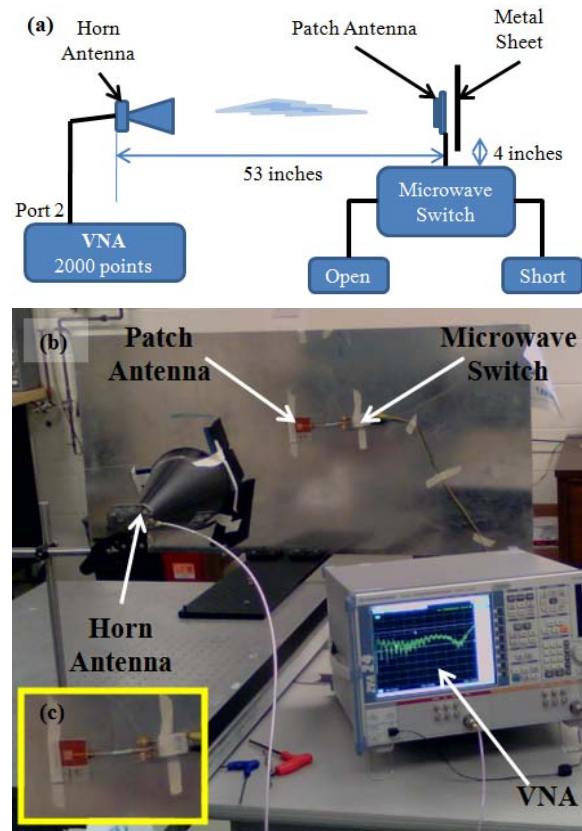 (a)
Horn
Antenna
Patch Antenna
Metal
Sheet
4 inches
53 inches
Microwave
Switch
Port 2
VNA
2000 points
Open
Short
(b)
Patch
Antenna
Microwave
Switch
Horn
Antenna
(c)
VNA